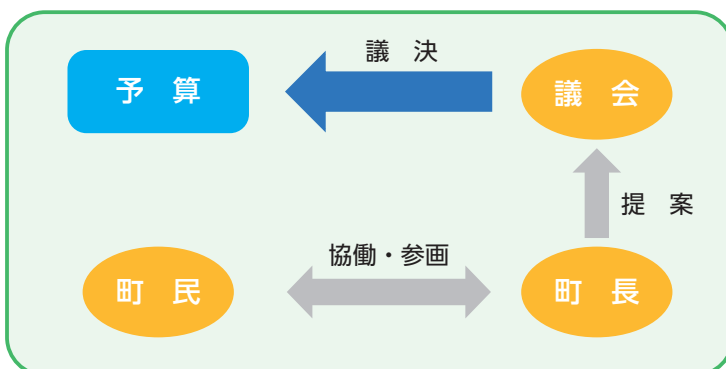 議 決
予 算
議 会
提 案
協働・参画
町 民
町 長